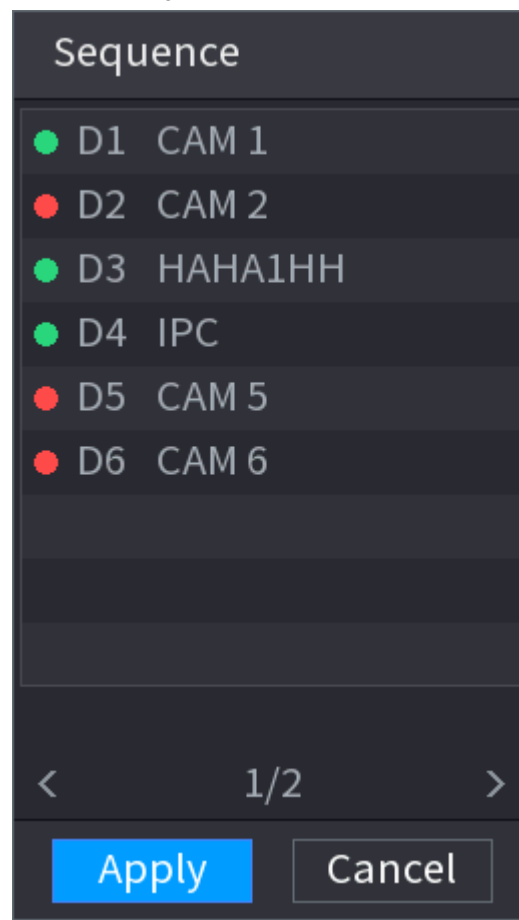 Sequence
D1 CAM 1
D2 CAM 2
D3 HAHA1HH
D4 IPC
D5 CAM 5
D6 CAM 6
< 1/2 >
Apply Cancel